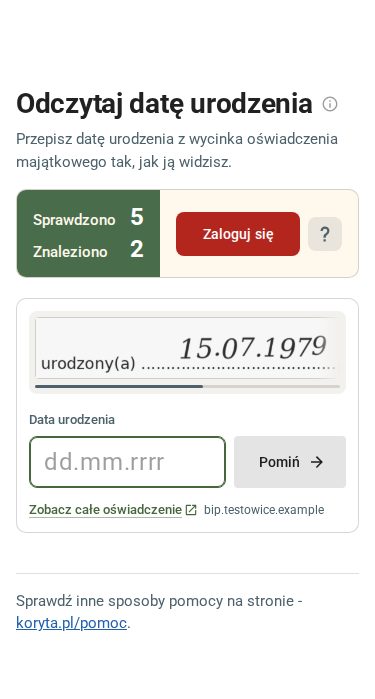 Odczytaj datę urodzenia
Przepisz datę urodzenia z wycinka oświadczenia
majątkowego tak, jak ją widzisz.
Sprawdzono 5
Znaleziono 2
Zaloguj się
?
urodzony(a) 15.07.1979
Data urodzenia
dd.mm.rrrr
Pomiń
Zobacz całe oświadczenie bip.testowice.example
Sprawdź inne sposoby pomocy na stronie -
koryta.pl/pomoc.